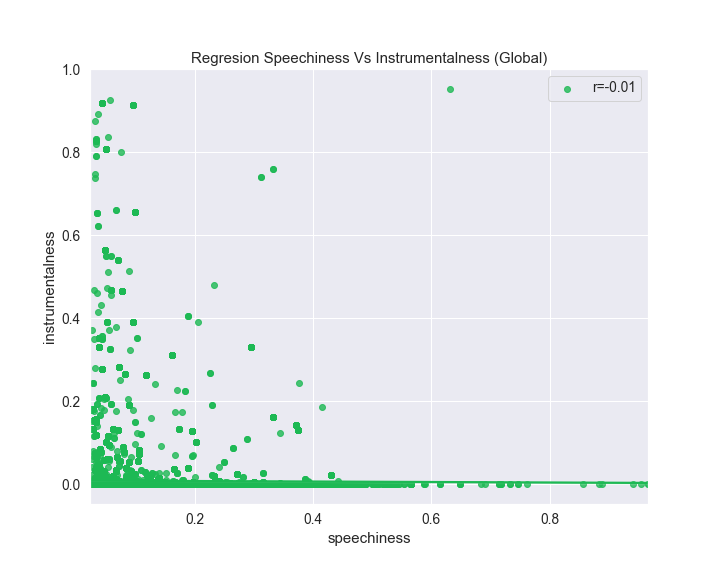 Regresion Speechiness Vs Instrumentalness (Global)
1.0
r=-0.01
0.8
0.6
instrumentalness
0.4
0.2
0.0
0.2 0.4 0.6 0.8
speechiness